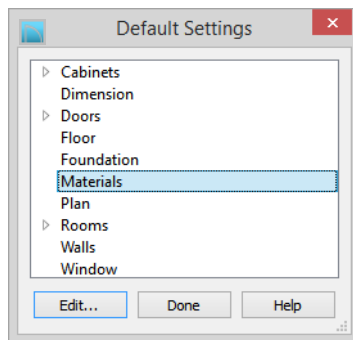 Default Settings
Cabinets
Dimension
Doors
Floor
Foundation
Materials
Plan
Rooms
Walls
Window
Edit... Done Help